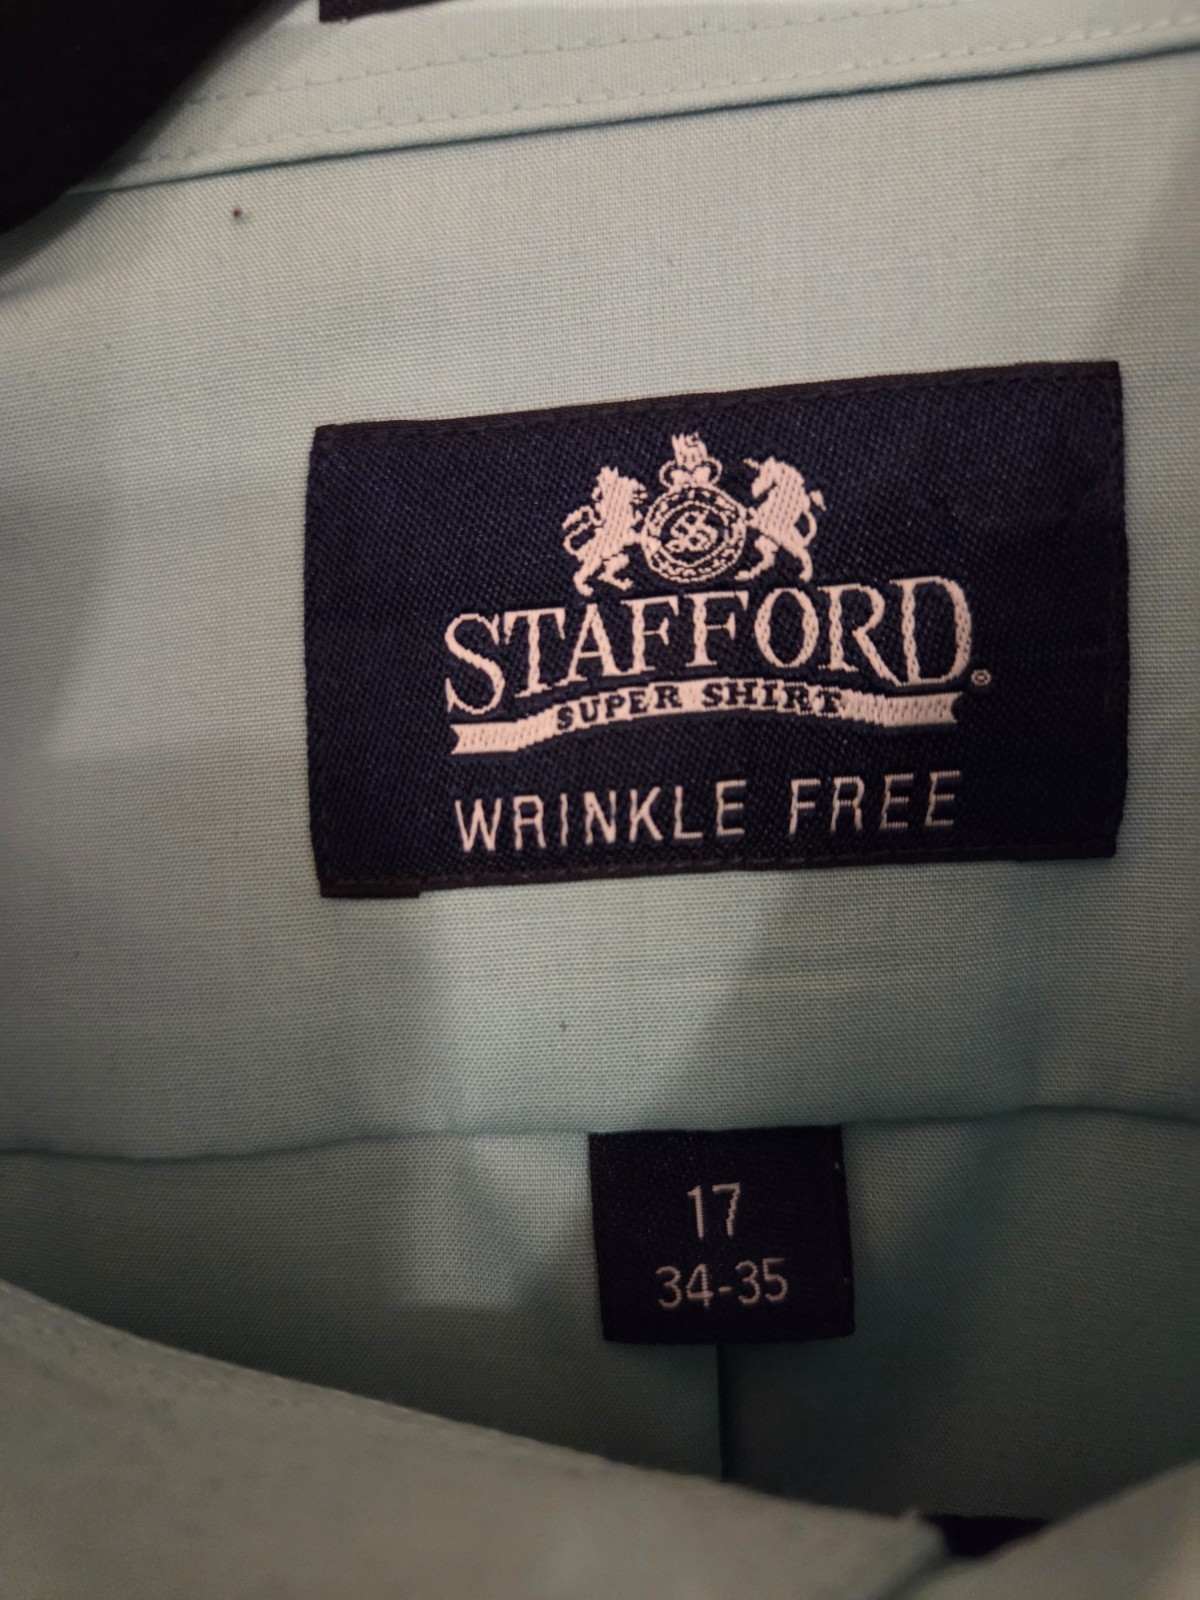 STAFFORD®
SUPER SHIRT
WRINKLE FREE
17
34-35